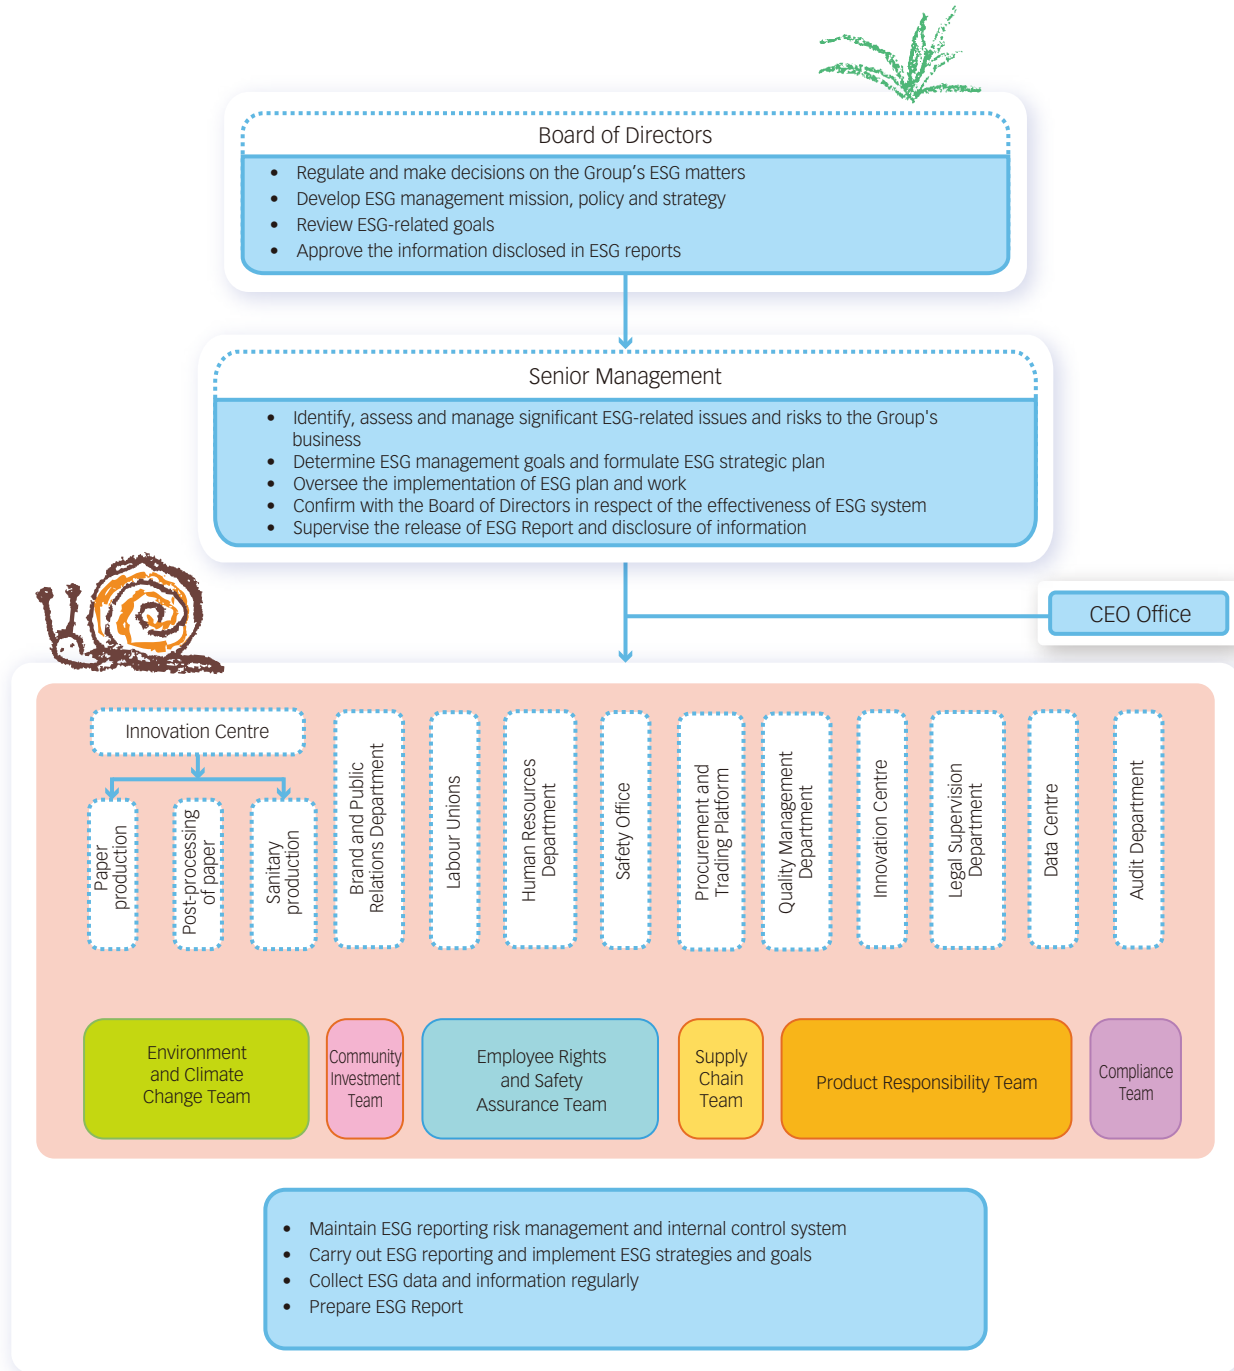 Board of Directors
• Regulate and make decisions on the Group’s ESG matters
• Develop ESG management mission, policy and strategy
• Review ESG-related goals
• Approve the information disclosed in ESG reports
Senior Management
• Identify, assess and manage significant ESG-related issues and risks to the Group's
business
• Determine ESG management goals and formulate ESG strategic plan
• Oversee the implementation of ESG plan and work
• Confirm with the Board of Directors in respect of the effectiveness of ESG system
• Supervise the release of ESG Report and disclosure of information
CEO Office
Innovation Centre
Paper
production
Post-processing
of paper
Sanitary
production
Brand and Public
Relations Department
Labour Unions
Human Resources
Department
Safety Office
Procurement and
Trading Platform
Quality Management
Department
Innovation Centre
Legal Supervision
Department
Data Centre
Audit Department
Environment
and Climate
Change Team
Community
Investment
Team
Employee Rights
and Safety
Assurance Team
Supply
Chain
Team
Product Responsibility Team
Compliance
Team
• Maintain ESG reporting risk management and internal control system
• Carry out ESG reporting and implement ESG strategies and goals
• Collect ESG data and information regularly
• Prepare ESG Report